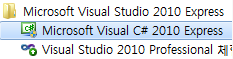 Microsoft Visual Studio 2010 Express
Microsoft Visual C# 2010 Express
Visual Studio 2010 Professional